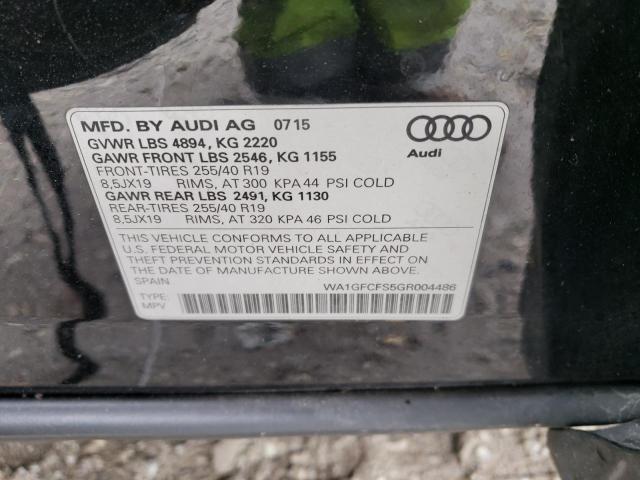 MFD. BY AUDI AG 0715
GVWR LBS 4894, KG 2220
GAWR FRONT LBS 2546, KG 1155
FRONT-TIRES 255/40 R19
8,5JX19 RIMS, AT 300 KPA 44 PSI COLD
GAWR REAR LBS 2491, KG 1130
REAR-TIRES 255/40 R19
8,5JX19 RIMS, AT 320 KPA 46 PSI COLD
Audi
THIS VEHICLE CONFORMS TO ALL APPLICABLE
U.S. FEDERAL MOTOR VEHICLE SAFETY AND
THEFT PREVENTION STANDARDS IN EFFECT ON
THE DATE OF MANUFACTURE SHOWN ABOVE.
SPAIN
WA1GFCFS5GR004486
TYPE:
MPV